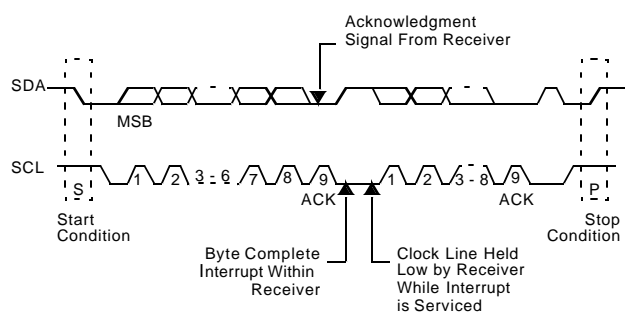 Acknowledgment
Signal From Receiver
SDA
MSB
SCL
S
1
2
3 - 6
7
8
9
1
2
3 - 8
9
P
ACK
ACK
Start
Condition
Stop
Condition
Byte Complete
Interrupt Within
Receiver
Clock Line Held
Low by Receiver
While Interrupt
is Serviced